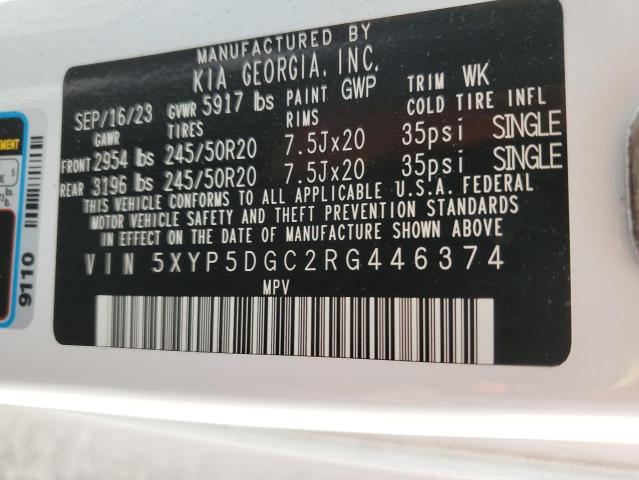 MANUFACTURED BY
KIA GEORGIA, INC.
SEP/16/23 GVWR 5917 lbs PAINT GWP TRIM WK
GAWR TIRES RIMS COLD TIRE INFL
FRONT 2954 lbs 245/50R20 7.5Jx20 35psi SINGLE
REAR 3196 lbs 245/50R20 7.5Jx20 35psi SINGLE
THIS VEHICLE CONFORMS TO ALL APPLICABLE U.S.A. FEDERAL
MOTOR VEHICLE SAFETY AND THEFT PREVENTION STANDARDS
IN EFFECT ON THE DATE OF MANUFACTURE SHOWN ABOVE
VIN 5XYP5DGC2RG446374
MPV
9110